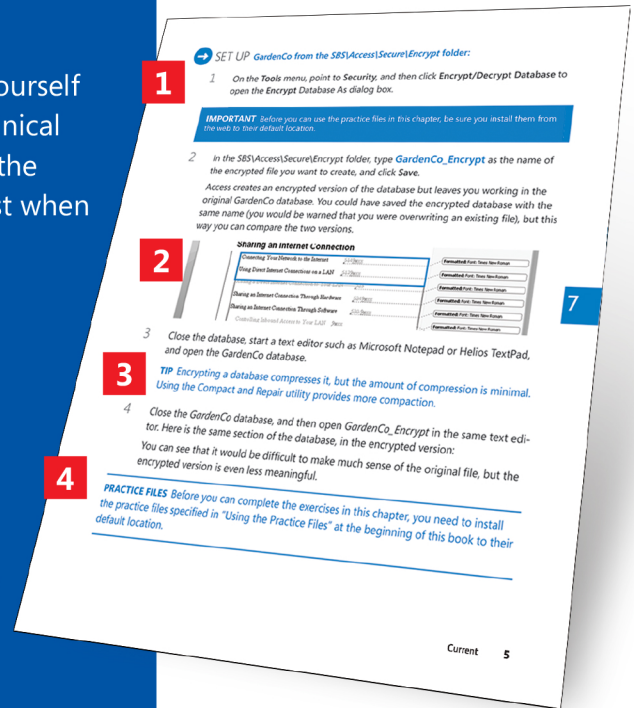 ourself
nical
the
st when
SET UP GardenCo from the SBS\Access\Secure\Encrypt folder:
1
1 On the Tools menu, point to Security, and then click Encrypt/Decrypt Database to
open the Encrypt Database As dialog box.
IMPORTANT Before you can use the practice files in this chapter, be sure you install them from
the web to their default location.
2 In the SBS\Access\Secure\Encrypt folder, type GardenCo_Encrypt as the name of
the encrypted file you want to create, and click Save.
Access creates an encrypted version of the database but leaves you working in the
original GardenCo database. You could have saved the encrypted database with the
same name (you would be warned that you were overwriting an existing file), but this
way you can compare the two versions.
2
Sharing an Internet Connection
Connecting Your Network to the Internet
Using Direct Internet Connections on a LAN
Sharing an Internet Connection Through Hardware
Sharing an Internet Connection Through Software
Controlling Inbound Access to Your LAN
Formatted: Font: Times New Roman
Formatted: Font: Times New Roman
Formatted: Font: Times New Roman
Formatted: Font: Times New Roman
Formatted: Font: Times New Roman
7
3 Close the database, start a text editor such as Microsoft Notepad or Helios TextPad,
and open the GardenCo database.
3
TIP Encrypting a database compresses it, but the amount of compression is minimal.
Using the Compact and Repair utility provides more compaction.
4 Close the GardenCo database, and then open GardenCo_Encrypt in the same text edi-
tor. Here is the same section of the database, in the encrypted version:
You can see that it would be difficult to make much sense of the original file, but the
encrypted version is even less meaningful.
4
PRACTICE FILES Before you can complete the exercises in this chapter, you need to install
the practice files specified in "Using the Practice Files" at the beginning of this book to their
default location.
Current 5